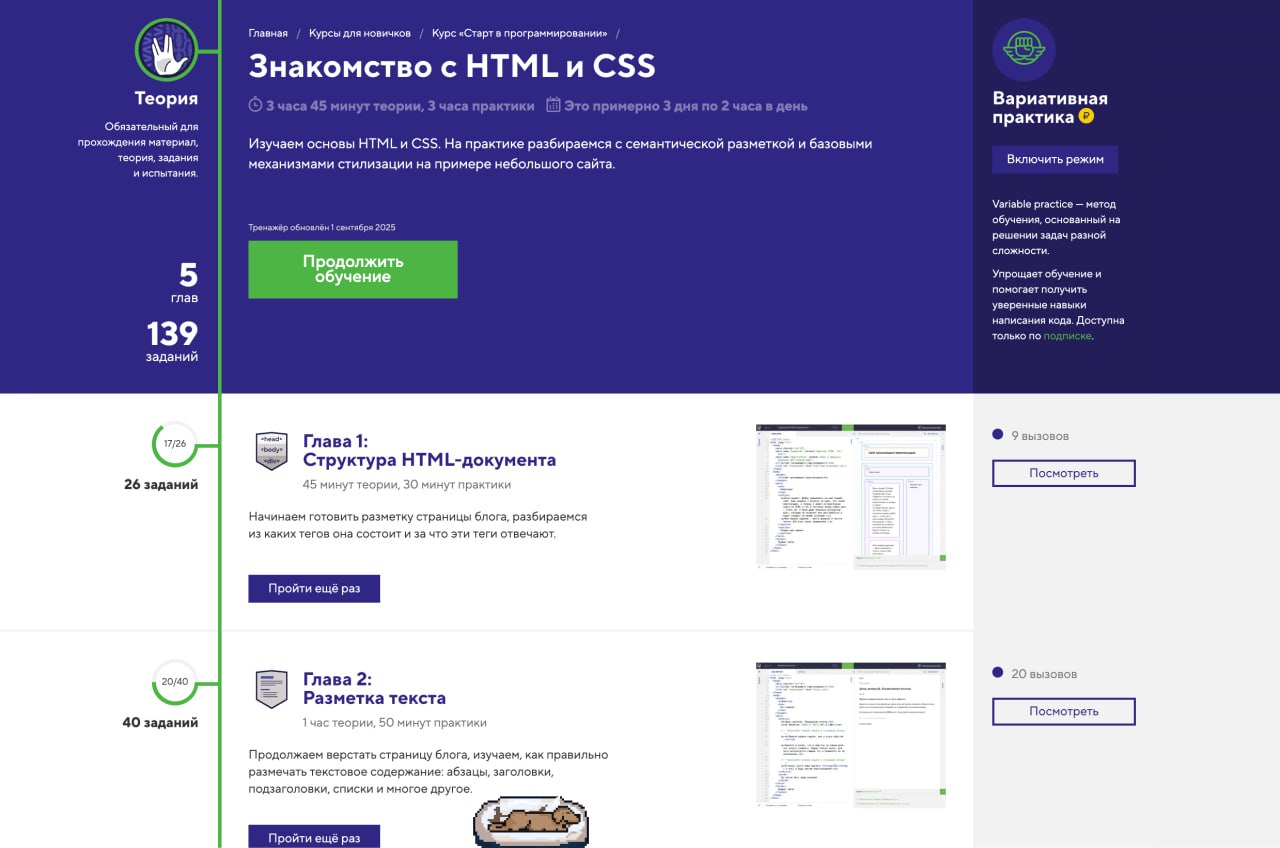 Главная / Курсы для новичков / Курс «Старт в программировании» /
Знакомство с HTML и CSS
3 часа 45 минут теории, 3 часа практики Это примерно 3 дня по 2 часа в день
Изучаем основы HTML и CSS. На практике разбираемся с семантической разметкой и базовыми
механизмами стилизации на примере небольшого сайта.
Тренажёр обновлён 1 сентября 2025
Продолжить
обучение
Теория
Обязательный для
прохождения материал,
теория, задания
и испытания.
5
глав
139
заданий
Вариативная
практика ₽
Включить режим
Variable practice — метод
обучения, основанный на
решении задач разной
сложности.
Упрощает обучение и
помогает получить
уверенные навыки
написания кода. Доступна
только по подписке.
17/26
26 заданий
<head>
<body>
Глава 1:
Структура HTML-документа
45 минут теории, 30 минут практики
Начинаем готовить разметку страницы блога, разбираемся
из каких тегов она состоит и за что эти теги отвечают.
Пройти ещё раз
9 вызовов
Посмотреть
20/40
40 заданий
Глава 2:
Разметка текста
1 час теории, 50 минут практики
Продолжаем верстать страницу блога, изучаем, как правильно
размечать текстовое содержание: абзацы, заголовки,
подзаголовки, списки и многое другое.
Пройти ещё раз
20 вызовов
Посмотреть